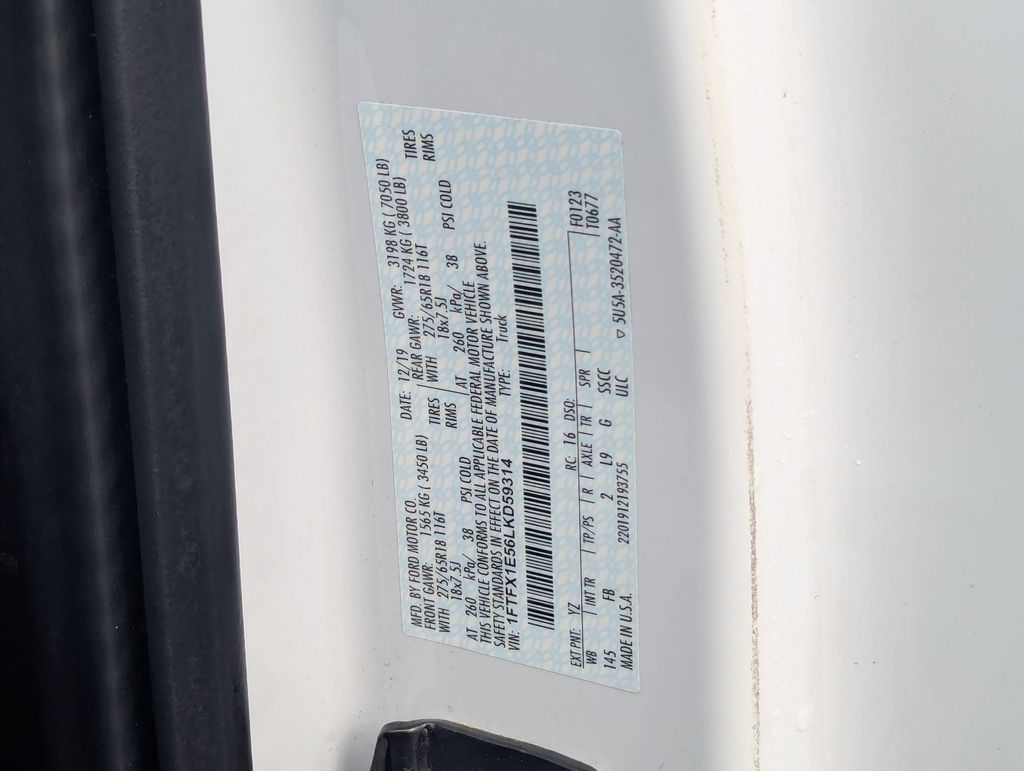 MFD. BY FORD MOTOR CO.
DATE: 12/19 GVWR: 3198 KG ( 7050 LB)
FRONT GAWR: 1565 KG ( 3450 LB) REAR GAWR: 1724 KG ( 3800 LB)
WITH 275/65R18 116T TIRES WITH 275/65R18 116T TIRES
18x7.5J RIMS 18x7.5J RIMS
AT 260 kPa/ 38 PSI COLD AT 260 kPa/ 38 PSI COLD
THIS VEHICLE CONFORMS TO ALL APPLICABLE FEDERAL MOTOR VEHICLE
SAFETY STANDARDS IN EFFECT ON THE DATE OF MANUFACTURE SHOWN ABOVE.
VIN: 1FTFX1E56LKD59314 TYPE: Truck
EXT PNT: YZ RC: 16 DSO: F0123
WB INT TR TP/PS R AXLE TR SPR T0677
145 FB 2 L9 G SSCC
MADE IN U.S.A. 2201912193755 ULC ▽ 5U5A-3520472-AA